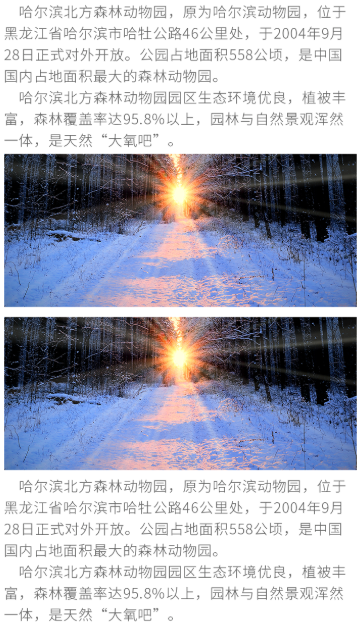 哈尔滨北方森林动物园，原为哈尔滨动物园，位于
黑龙江省哈尔滨市哈牡公路46公里处，于2004年9月
28日正式对外开放。公园占地面积558公顷，是中国
国内占地面积最大的森林动物园。
哈尔滨北方森林动物园园区生态环境优良，植被丰
富，森林覆盖率达95.8%以上，园林与自然景观浑然
一体，是天然“大氧吧”。
哈尔滨北方森林动物园，原为哈尔滨动物园，位于
黑龙江省哈尔滨市哈牡公路46公里处，于2004年9月
28日正式对外开放。公园占地面积558公顷，是中国
国内占地面积最大的森林动物园。
哈尔滨北方森林动物园园区生态环境优良，植被丰
富，森林覆盖率达95.8%以上，园林与自然景观浑然
一体，是天然“大氧吧”。